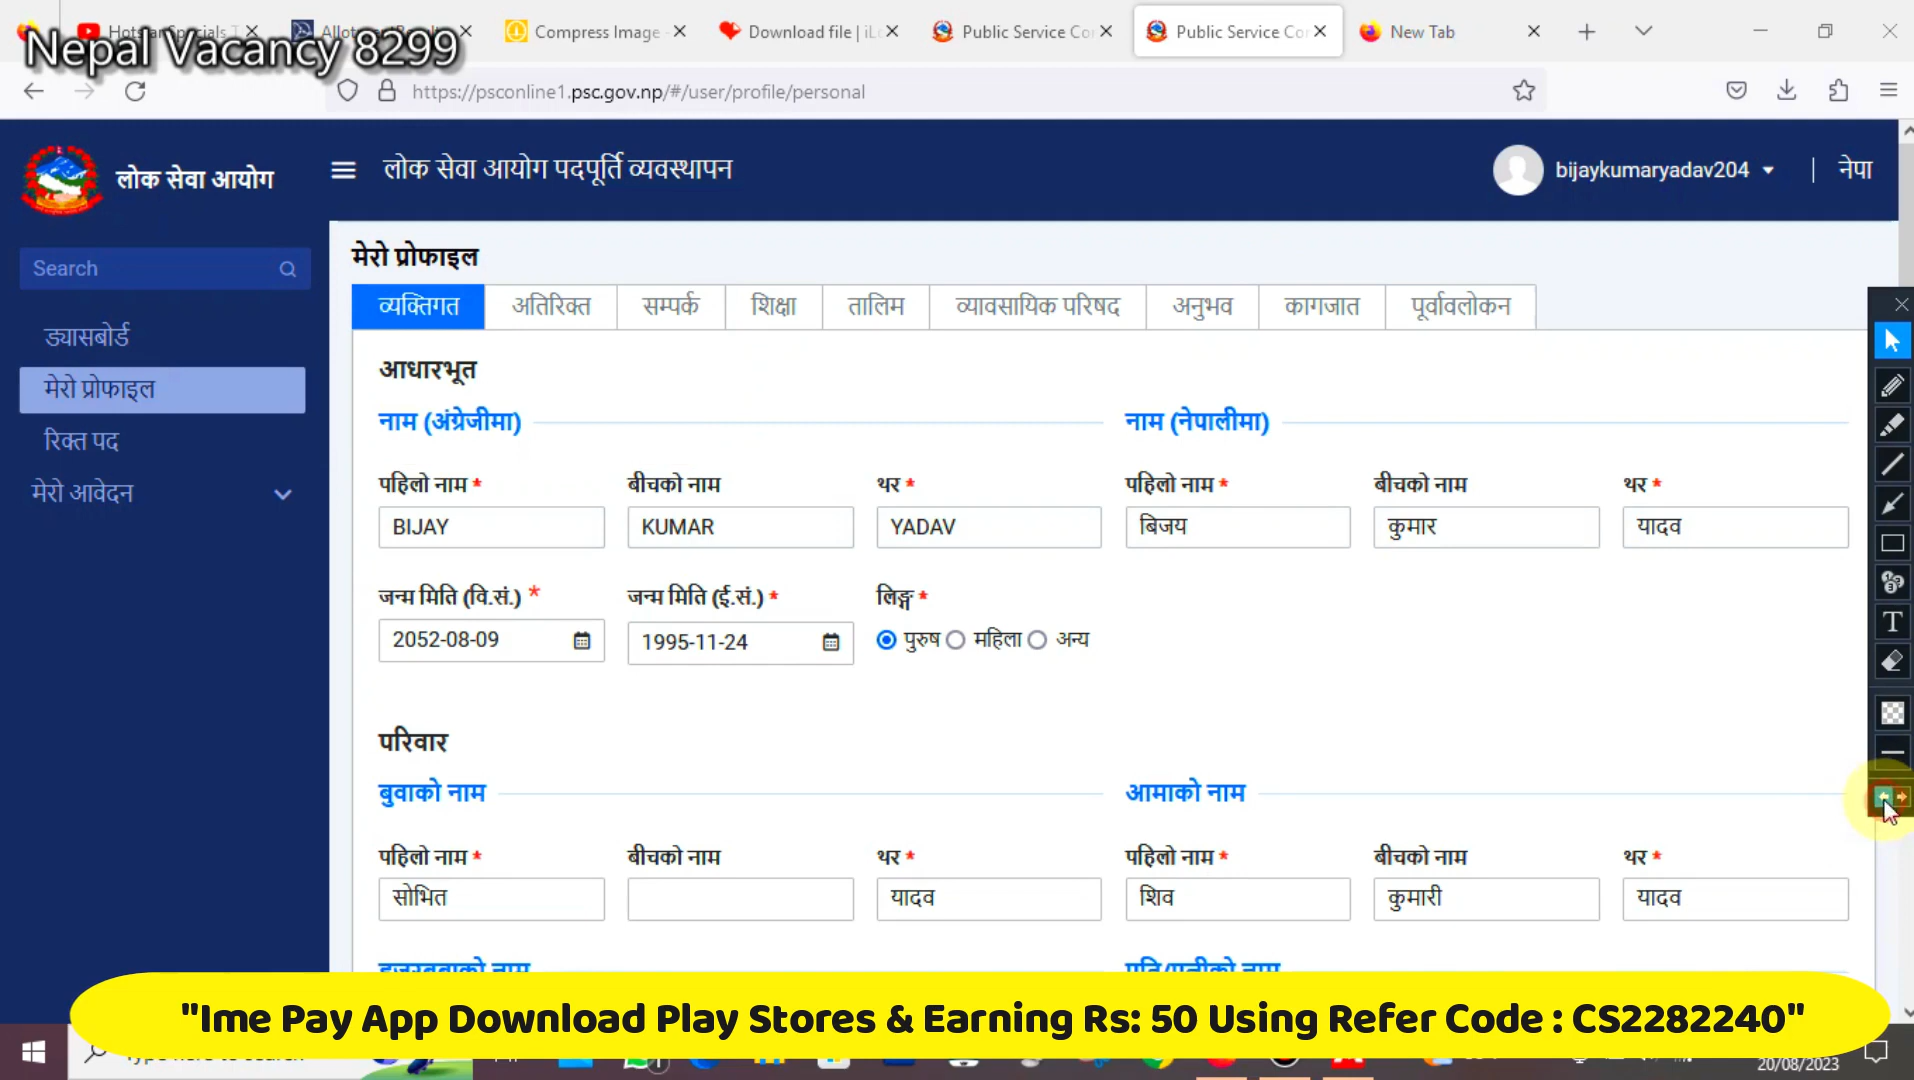 Nepal Vacancy 8299
Compress Image
Download file | iL
Public Service Co
Public Service Co
New Tab
https://psconline1.psc.gov.np/#/user/profile/personal
लोक सेवा आयोग
लोक सेवा आयोग पदपूर्ति व्यवस्थापन
bijaykumaryadav204
नेपा
Search
ड्यासबोर्ड
मेरो प्रोफाइल
रिक्त पद
मेरो आवेदन
मेरो प्रोफाइल
व्यक्तिगत अतिरिक्त सम्पर्क शिक्षा तालिम व्यावसायिक परिषद अनुभव कागजात पूर्वावलोकन
आधारभूत
नाम (अंग्रेजीमा) नाम (नेपालीमा)
पहिलो नाम * बीचको नाम थर * पहिलो नाम * बीचको नाम थर *
BIJAY KUMAR YADAV बिजय कुमार यादव
जन्म मिति (वि.सं.) * जन्म मिति (ई.सं.) * लिङ्ग *
2052-08-09 1995-11-24 पुरुष महिला अन्य
परिवार
बुवाको नाम आमाको नाम
पहिलो नाम * बीचको नाम थर * पहिलो नाम * बीचको नाम थर *
सोभित यादव शिव कुमारी यादव
"Ime Pay App Download Play Stores & Earning Rs: 50 Using Refer Code : CS2282240"
20/08/2023